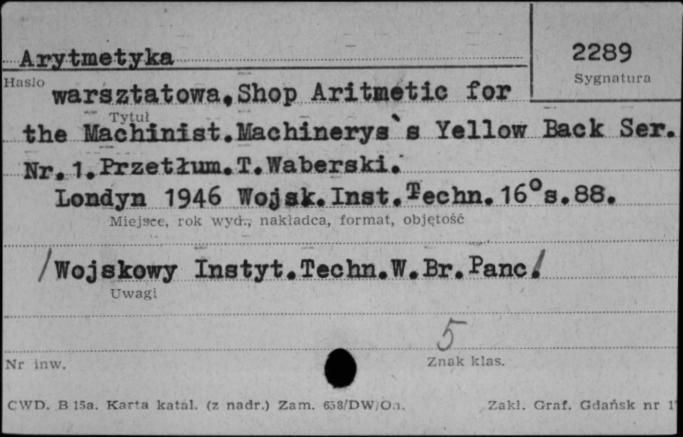 Arytmetyka
2289
Hasło
Sygnatura
warsztatowa,Shop Aritmetic for
Tytuł
the Machinist.Machinerys`s Yellow Back Ser.
Nr.1.Przetłum.T.Waberski.
Londyn 1946 Wojsk.Inst.Techn.16°s.88.
Miejsce, rok wyd., nakładca, format, objętość
/Wojskowy Instyt.Techn.W.Br.Panc./
Uwagi
5
Nr inw.
Znak klas.
CWD. B 15a. Karta katal. (z nadr.) Zam. 658/DW/
Zakł. Graf. Gdańsk nr